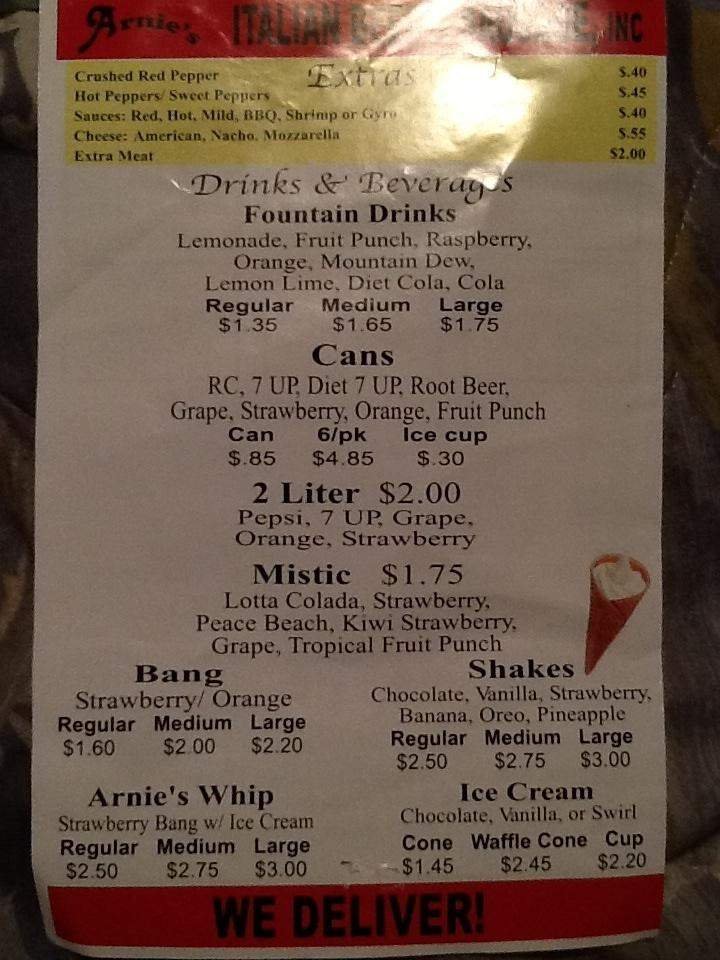 Arnie's ITALIAN INC
Extras
Crushed Red Pepper $.40
Hot Peppers/ Sweet Peppers $.45
Sauces: Red, Hot, Mild, BBQ, Shrimp or Gyro $.40
Cheese: American, Nacho, Mozzarella $.55
Extra Meat $2.00
Drinks & Beverages
Fountain Drinks
Lemonade, Fruit Punch, Raspberry,
Orange, Mountain Dew,
Lemon Lime, Diet Cola, Cola
Regular Medium Large
$1.35 $1.65 $1.75
Cans
RC, 7 UP, Diet 7 UP, Root Beer,
Grape, Strawberry, Orange, Fruit Punch
Can 6/pk Ice cup
$.85 $4.85 $.30
2 Liter $2.00
Pepsi, 7 UP, Grape,
Orange, Strawberry
Mistic $1.75
Lotta Colada, Strawberry,
Peace Beach, Kiwi Strawberry,
Grape, Tropical Fruit Punch
Bang
Strawberry/ Orange
Regular Medium Large
$1.60 $2.00 $2.20
Shakes
Chocolate, Vanilla, Strawberry,
Banana, Oreo, Pineapple
Regular Medium Large
$2.50 $2.75 $3.00
Arnie's Whip
Strawberry Bang w/ Ice Cream
Regular Medium Large
$2.50 $2.75 $3.00
Ice Cream
Chocolate, Vanilla, or Swirl
Cone Waffle Cone Cup
$1.45 $2.45 $2.20
WE DELIVER!